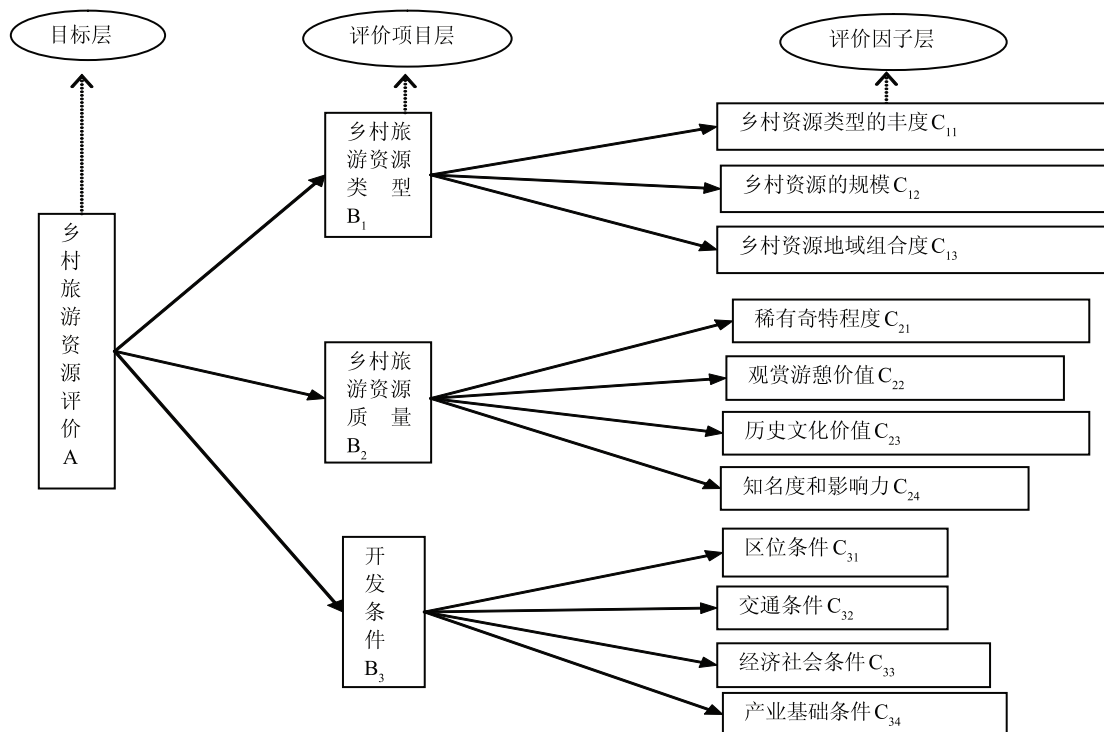 目标层
评价项目层
评价因子层
乡村旅游资源评价A
乡村旅
游资源
类型
B₁
乡村资源类型的丰度C₁₁
乡村资源的规模C₁₂
乡村资源地域组合度C₁₃
乡村旅
游资源
质量
B₂
稀有奇特程度C₂₁
观赏游憩价值C₂₂
历史文化价值C₂₃
知名度和影响力C₂₄
开
发
条
件
B₃
区位条件C₃₁
交通条件C₃₂
经济社会条件C₃₃
产业基础条件C₃₄